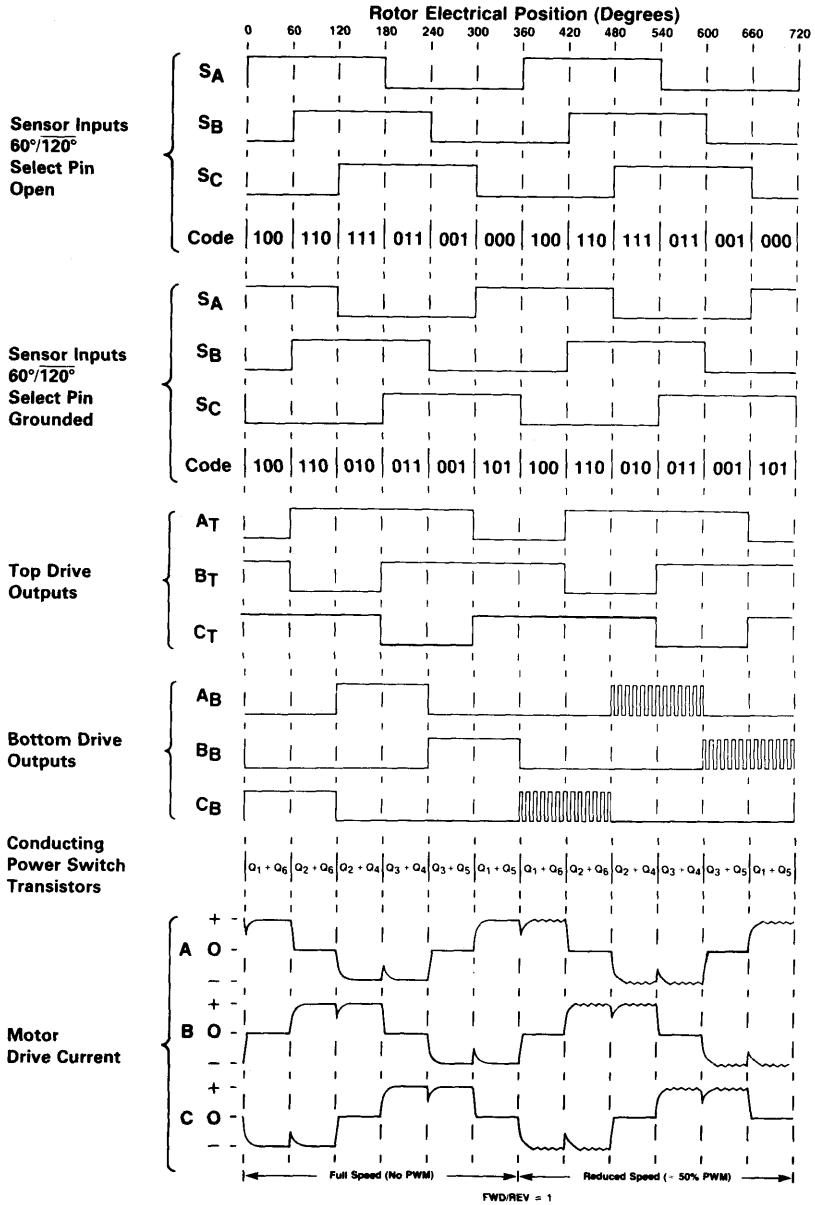 Rotor Electrical Position (Degrees)
0 60 120 180 240 300 360 420 480 540 600 660 720
SA
Sensor Inputs
60°/120°
Select Pin
Open
SB
SC
Code 100 110 111 011 001 000 100 110 111 011 001 000
SA
Sensor Inputs
60°/120°
Select Pin
Grounded
SB
SC
Code 100 110 010 011 001 101 100 110 010 011 001 101
AT
Top Drive
Outputs
BT
CT
AB
Bottom Drive
Outputs
BB
CB
Conducting
Power Switch
Transistors
Q1 + Q6 Q2 + Q6 Q2 + Q4 Q3 + Q4 Q3 + Q5 Q1 + Q5 Q1 + Q6 Q2 + Q6 Q2 + Q4 Q3 + Q4 Q3 + Q5 Q1 + Q5
+
A O
–
Motor
Drive Current
+
B O
–
+
C O
–
Full Speed (No PWM) Reduced Speed (≈ 50% PWM)
FWD/REV = 1